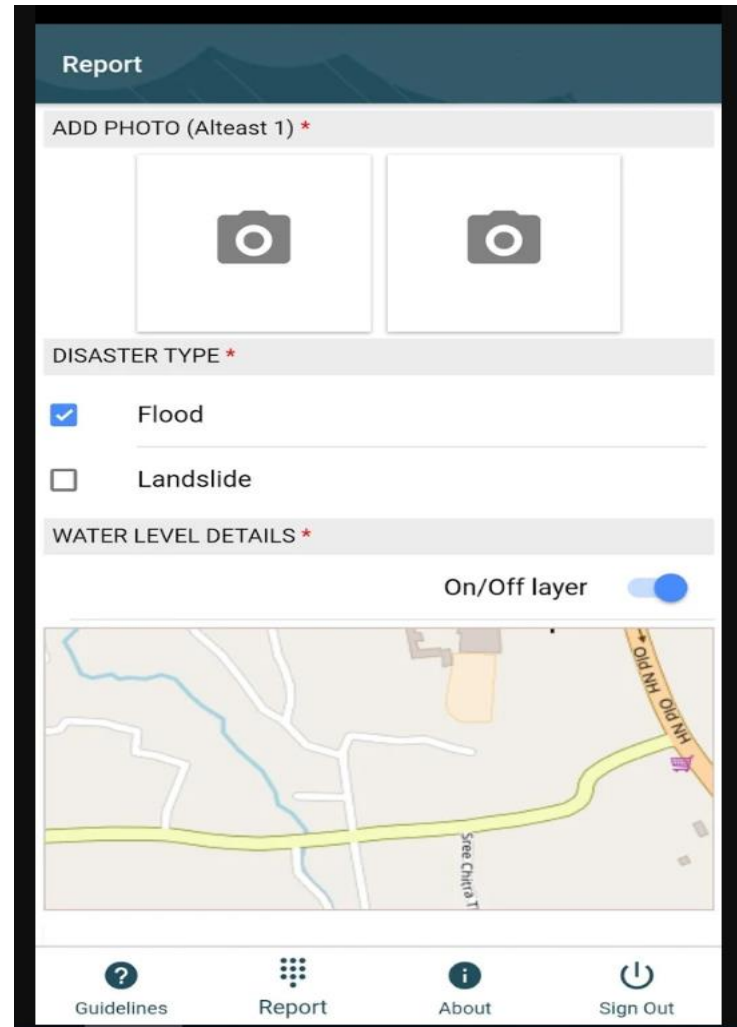 Report
ADD PHOTO (Alteast 1) *
DISASTER TYPE *
Flood
Landslide
WATER LEVEL DETAILS *
On/Off layer
Old NH
Old NH
Sree Chitra
Guidelines
Report
About
Sign Out